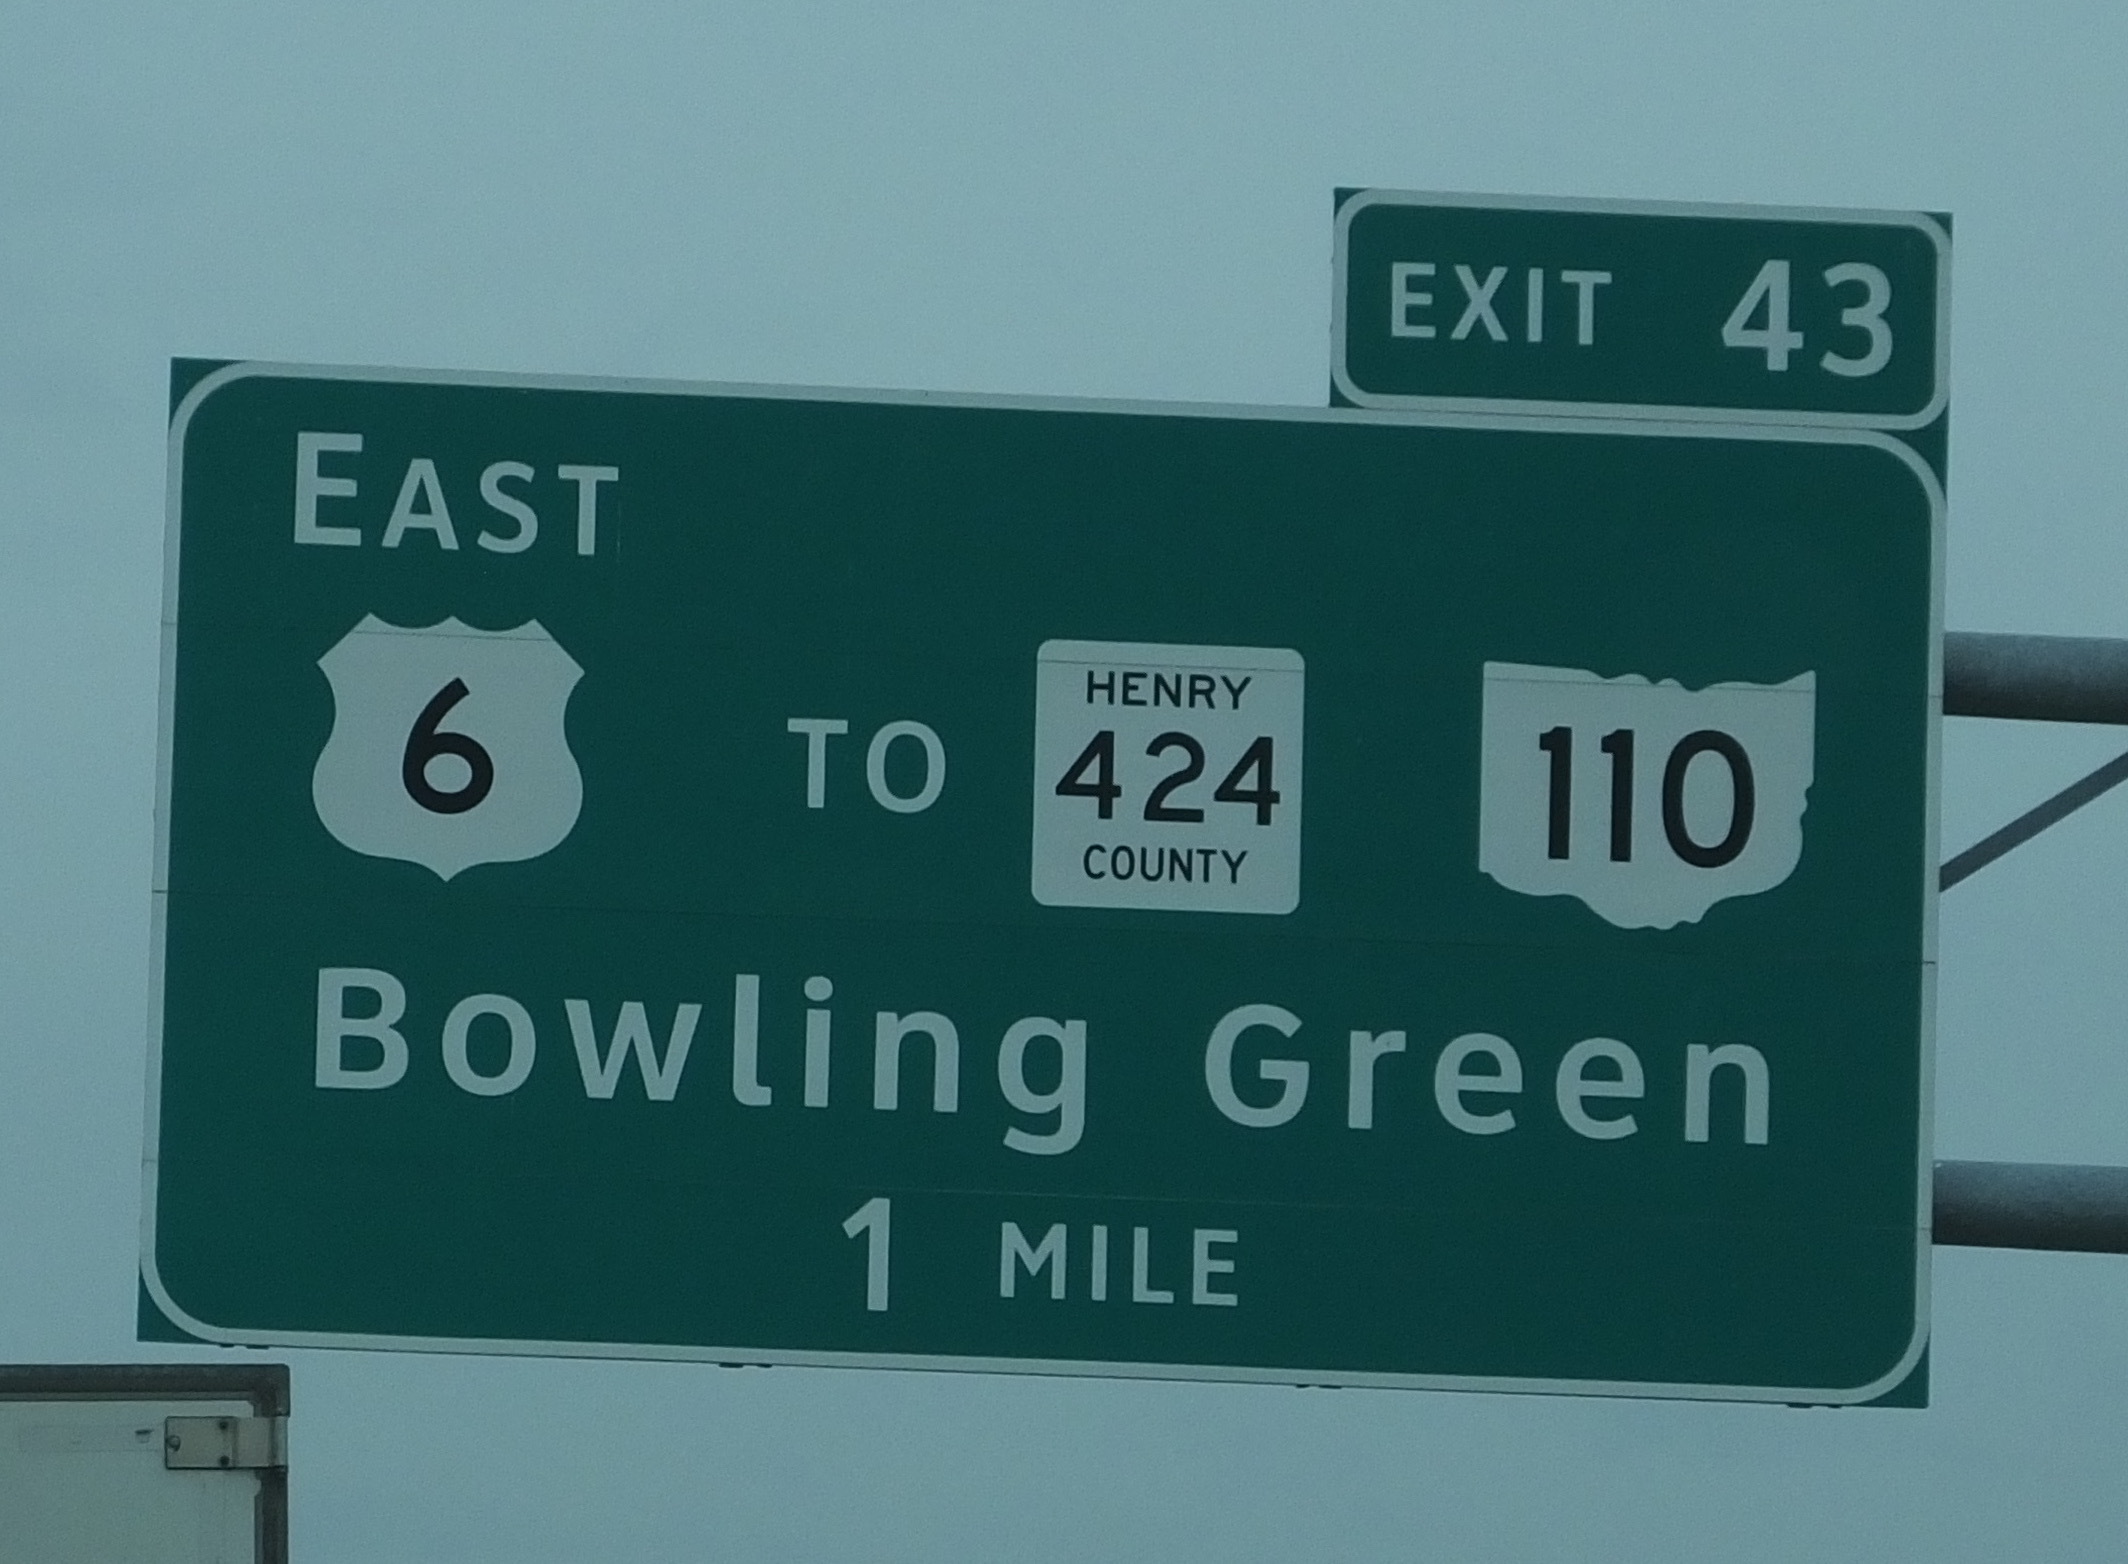 EXIT 43
EAST
6 TO HENRY 424 COUNTY 110
Bowling Green
1 MILE